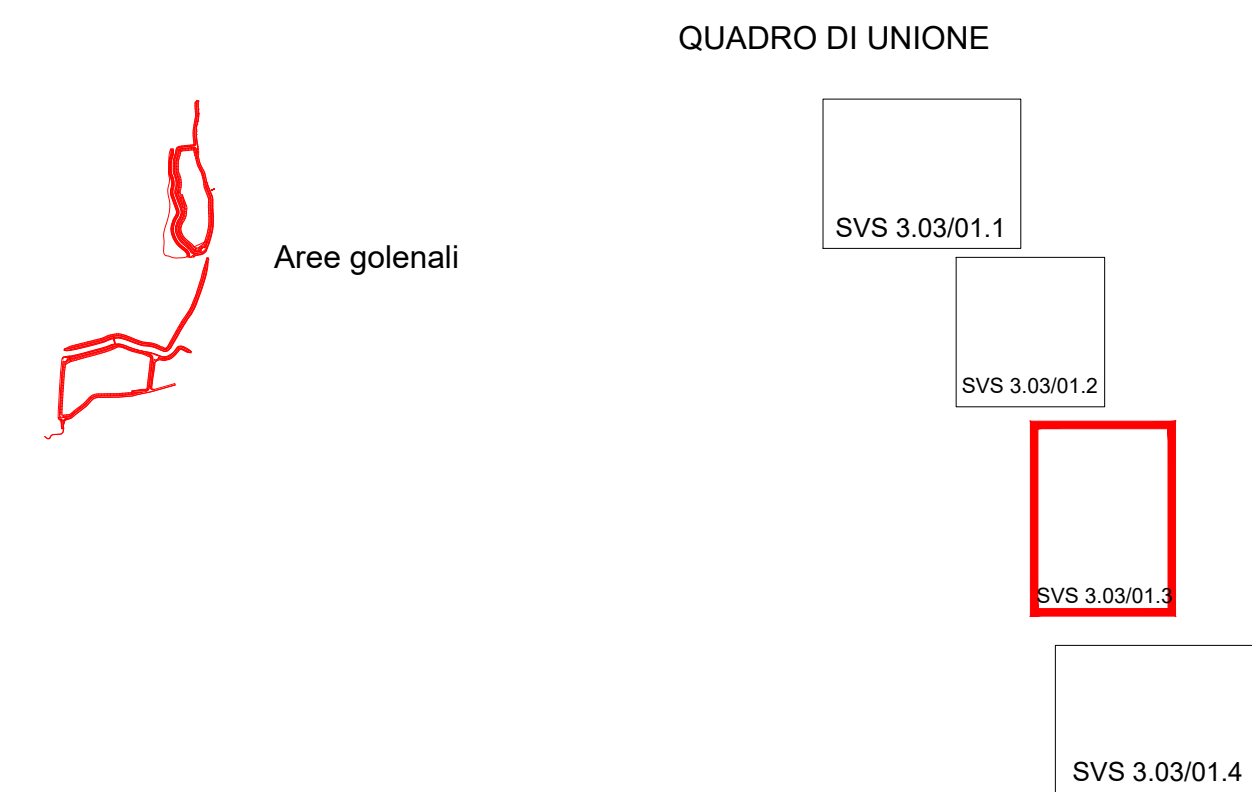 QUADRO DI UNIONE
SVS 3.03/01.1
Aree golenali
SVS 3.03/01.2
SVS 3.03/01.3
SVS 3.03/01.4